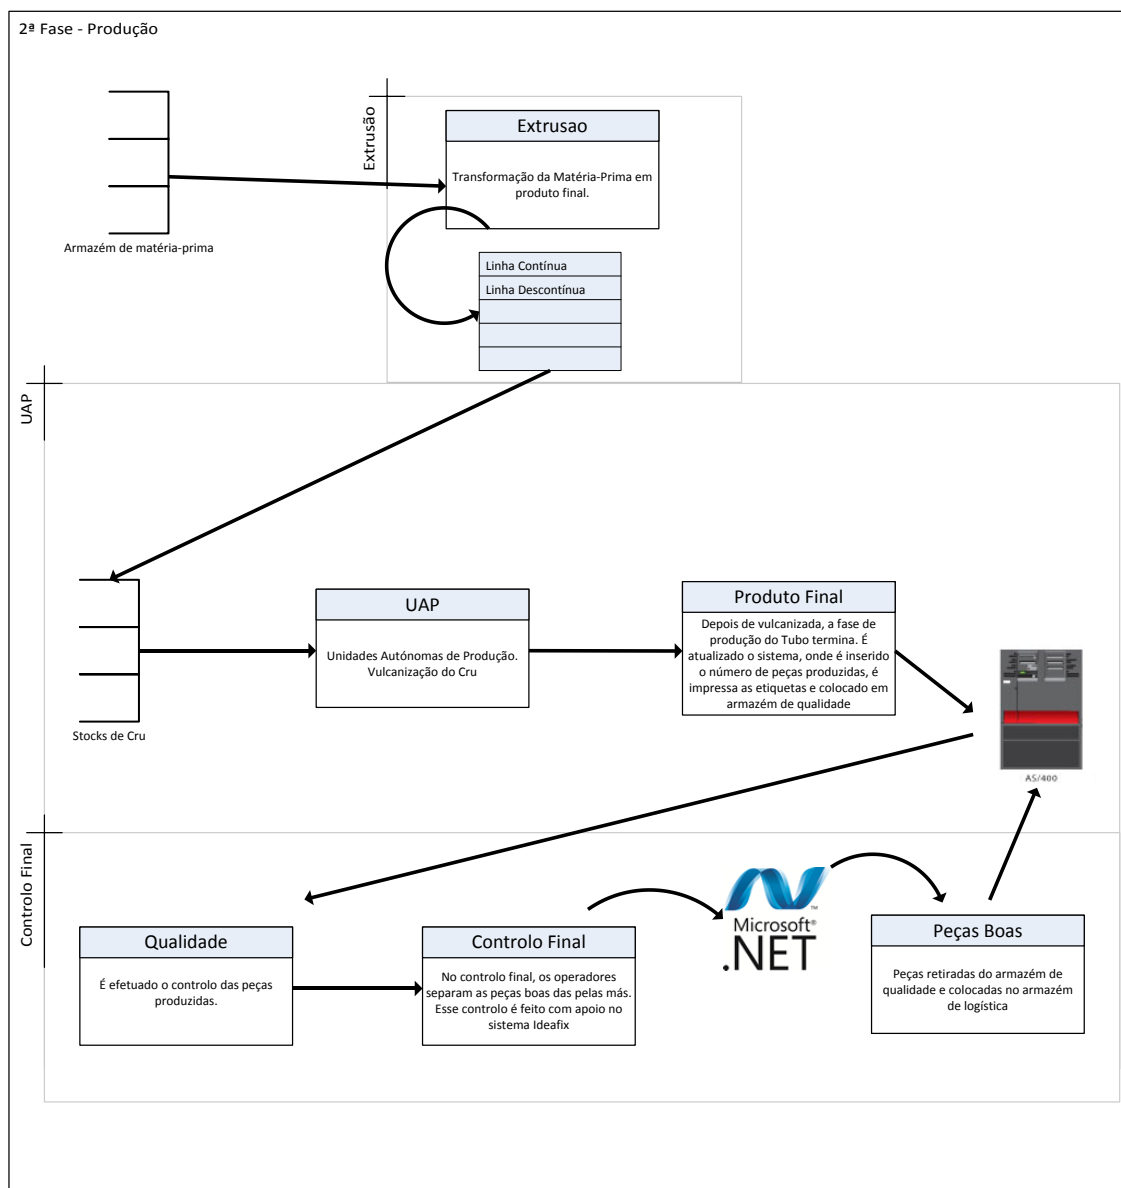 2ª Fase - Produção
Extrusão
Extrusao
Transformação da Matéria-Prima em
produto final.
Armazém de matéria-prima
Linha Contínua
Linha Descontínua
UAP
UAP
Unidades Autónomas de Produção.
Vulcanização do Cru
Produto Final
Depois de vulcanizada, a fase de
produção do Tubo termina. É
atualizado o sistema, onde é inserido
o número de peças produzidas, é
impressa as etiquetas e colocado em
armazém de qualidade
Stocks de Cru
AS/400
Controlo Final
Qualidade
É efetuado o controlo das peças
produzidas.
Controlo Final
No controlo final, os operadores
separam as peças boas das pelas más.
Esse controlo é feito com apoio no
sistema Ideafix
Microsoft®
.NET
Peças Boas
Peças retiradas do armazém de
qualidade e colocadas no armazém
de logística